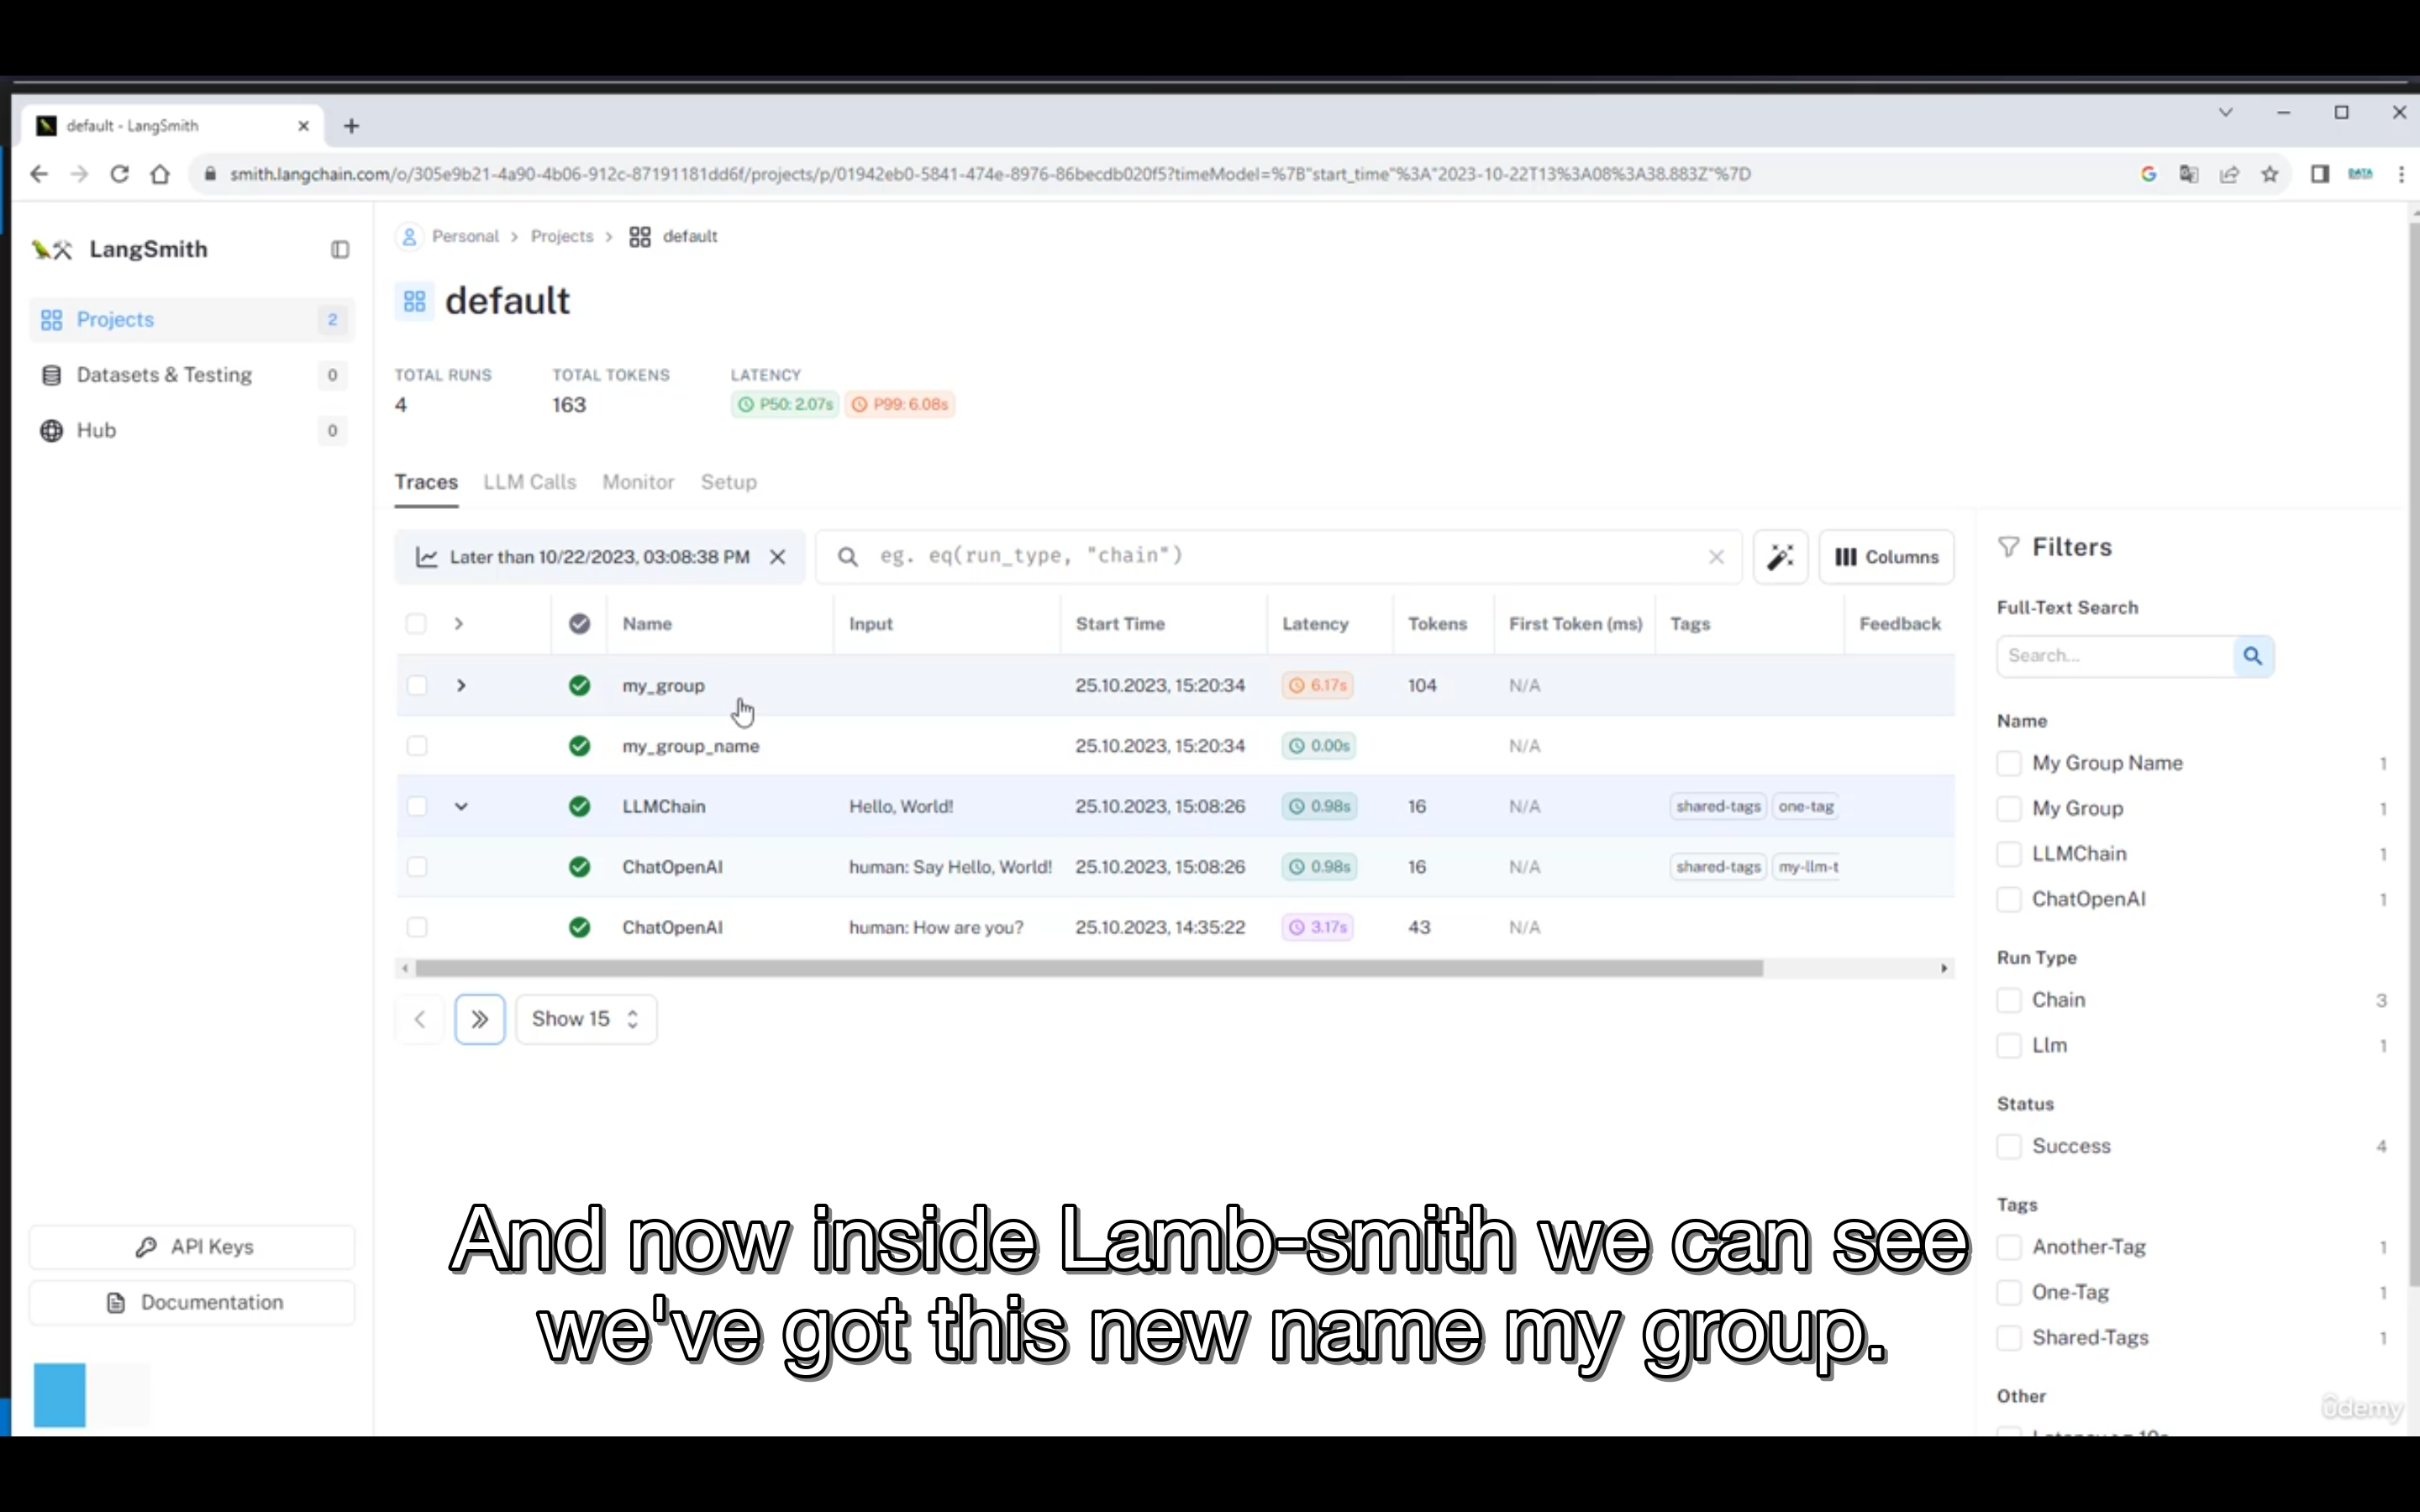 default - LangSmith
smith.langchain.com/o/305e9b21-4a90-4b06-912c-87191181dd6f/projects/p/01942eb0-5841-474e-8976-86becdb020f5?timeModel=%7B"start_time"%3A"2023-10-22T13%3A08%3A38.883Z"%7D
DATA
LangSmith
Personal > Projects > default
default
Projects 2
Datasets & Testing 0
Hub 0
TOTAL RUNS TOTAL TOKENS LATENCY
4 163 P50: 2.07s P99: 6.08s
Traces LLM Calls Monitor Setup
Later than 10/22/2023, 03:08:38 PM eg. eq(run_type, "chain") Columns
Name Input Start Time Latency Tokens First Token (ms) Tags Feedback
my_group 25.10.2023, 15:20:34 6.17s 104 N/A
my_group_name 25.10.2023, 15:20:34 0.00s N/A
LLMChain Hello, World! 25.10.2023, 15:08:26 0.98s 16 N/A shared-tags one-tag
ChatOpenAI human: Say Hello, World! 25.10.2023, 15:08:26 0.98s 16 N/A shared-tags my-llm-t
ChatOpenAI human: How are you? 25.10.2023, 14:35:22 3.17s 43 N/A
Show 15
Filters
Full-Text Search
Search...
Name
My Group Name 1
My Group 1
LLMChain 1
ChatOpenAI 1
Run Type
Chain 3
Llm 1
Status
Success 4
Tags
Another-Tag 1
One-Tag 1
Shared-Tags 1
Other
API Keys
Documentation
And now inside Lamb-smith we can see
we've got this new name my group.
ûdemy